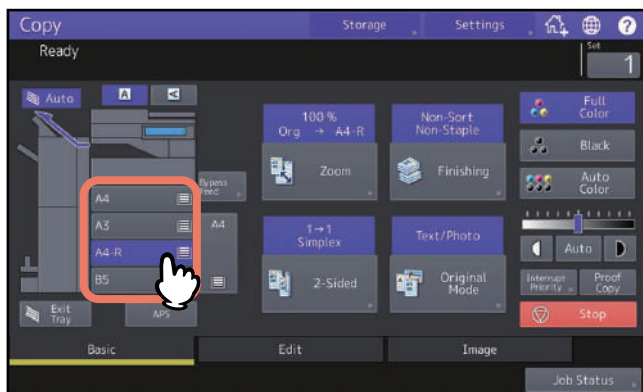 Copy
Storage
Settings
Ready
Set
1
Auto
A
A
100 %
Org → A4-R
Zoom
Non-Sort
Non-Staple
Finishing
Full
Color
Black
Auto
Color
Bypass
Feed
A4
A3
A4-R
B5
A4
1→1
Simplex
2-Sided
Text/Photo
Original
Mode
Auto
Interrupt
Priority
Proof
Copy
Exit
Tray
APS
Stop
Basic
Edit
Image
Job Status